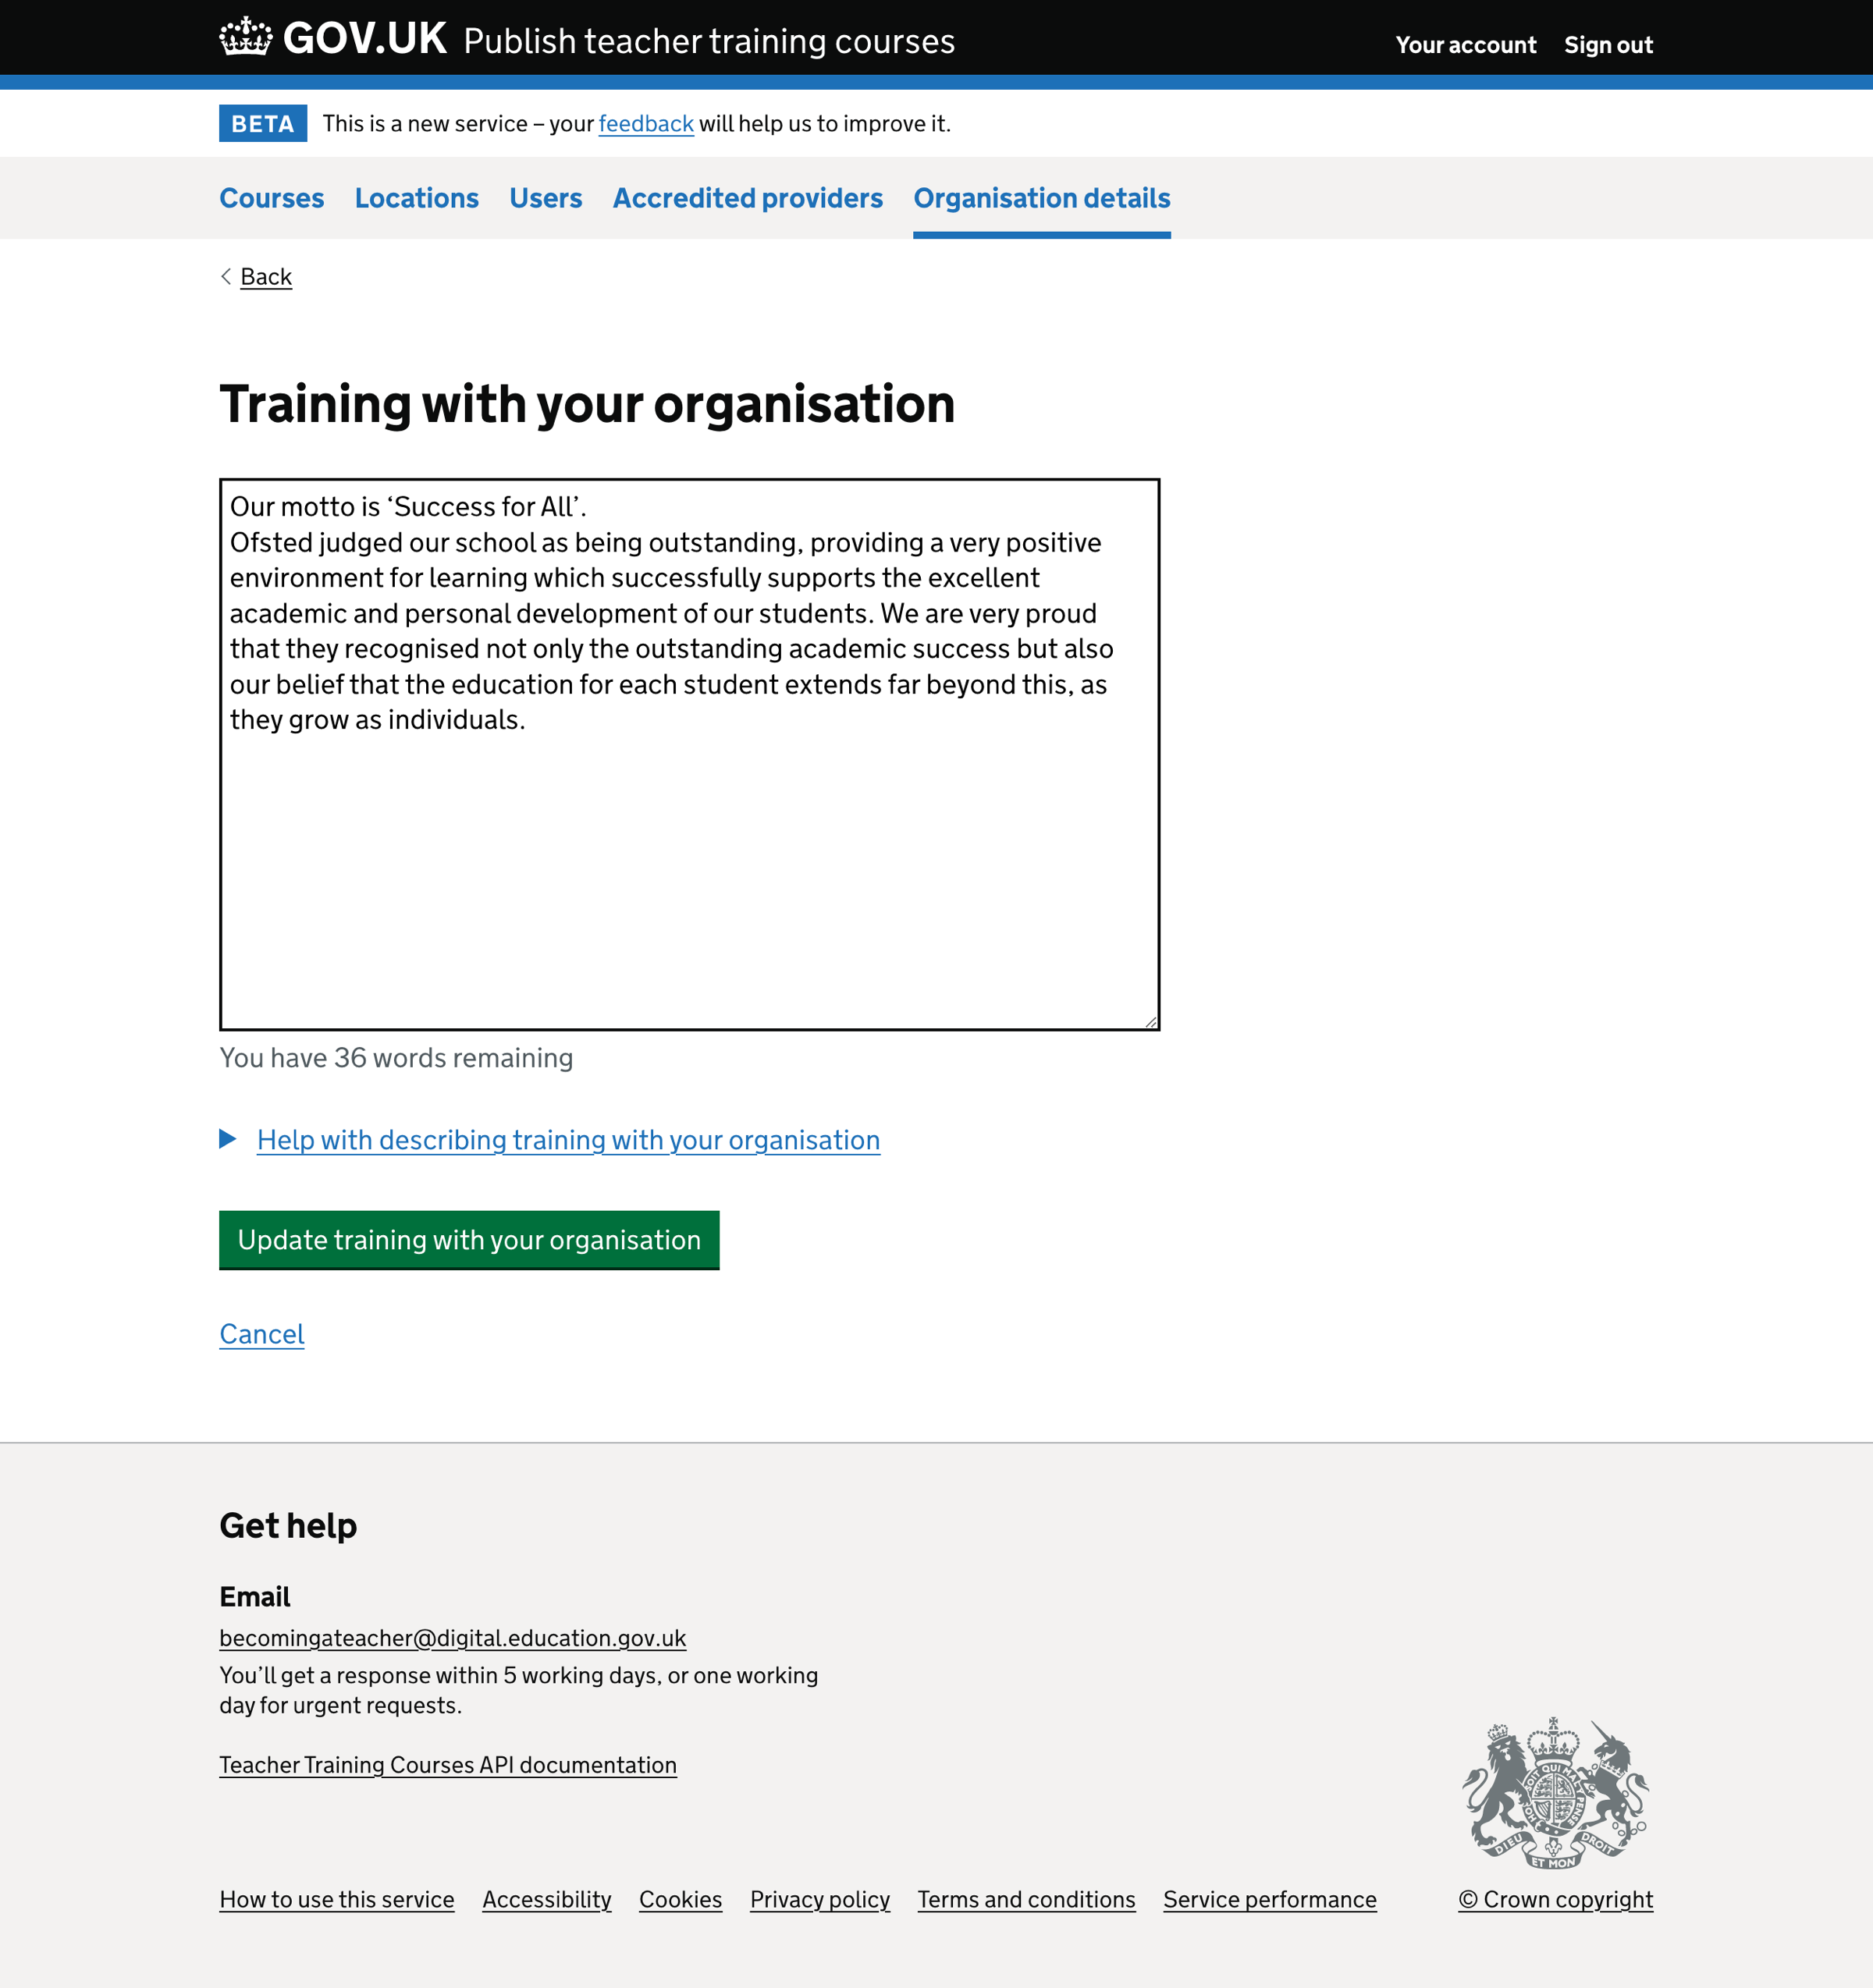 GOV.UK Publish teacher training courses Your account Sign out
BETA This is a new service – your feedback will help us to improve it.
Courses Locations Users Accredited providers Organisation details
Back
Training with your organisation
Our motto is ‘Success for All’.
Ofsted judged our school as being outstanding, providing a very positive
environment for learning which successfully supports the excellent
academic and personal development of our students. We are very proud
that they recognised not only the outstanding academic success but also
our belief that the education for each student extends far beyond this, as
they grow as individuals.
You have 36 words remaining
Help with describing training with your organisation
Update training with your organisation
Cancel
Get help
Email
becomingateacher@digital.education.gov.uk
You’ll get a response within 5 working days, or one working
day for urgent requests.
Teacher Training Courses API documentation
SOIT QUI MAL
DIEU ET MON DROIT
How to use this service Accessibility Cookies Privacy policy Terms and conditions Service performance © Crown copyright